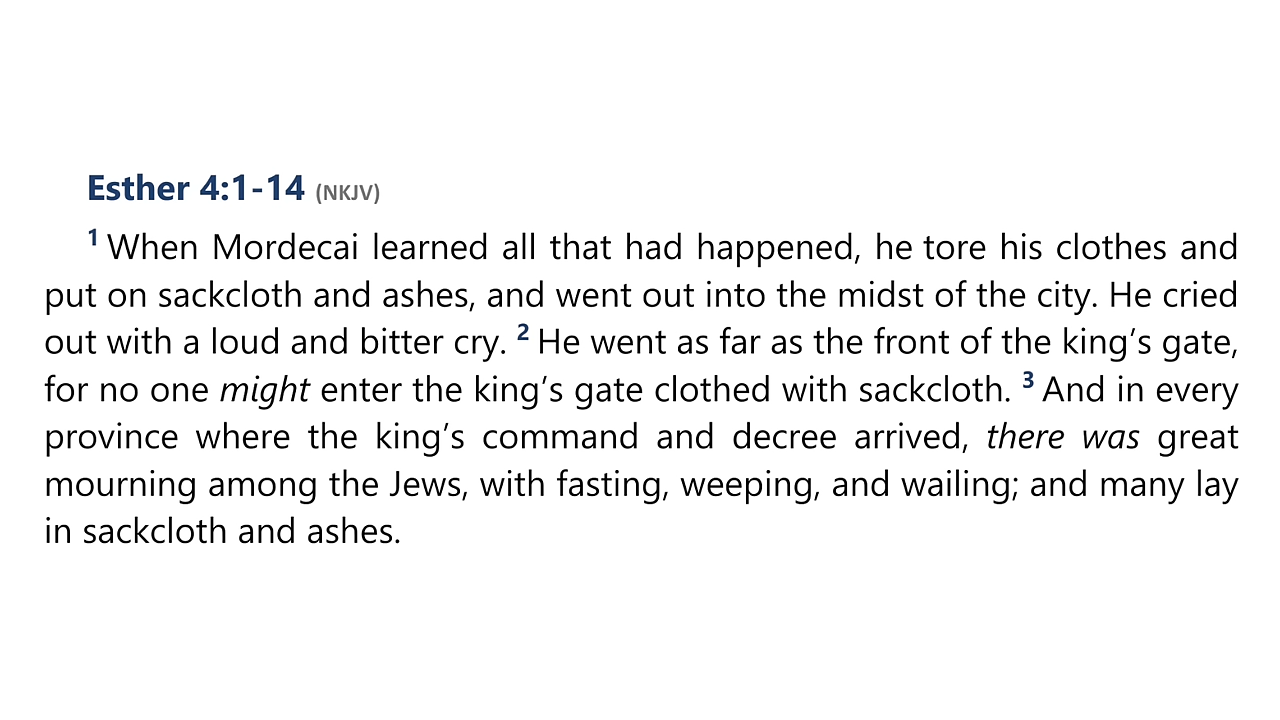 Esther 4:1-14 (NKJV)
1 When Mordecai learned all that had happened, he tore his clothes and
put on sackcloth and ashes, and went out into the midst of the city. He cried
out with a loud and bitter cry. 2 He went as far as the front of the king’s gate,
for no one might enter the king’s gate clothed with sackcloth. 3 And in every
province where the king’s command and decree arrived, there was great
mourning among the Jews, with fasting, weeping, and wailing; and many lay
in sackcloth and ashes.